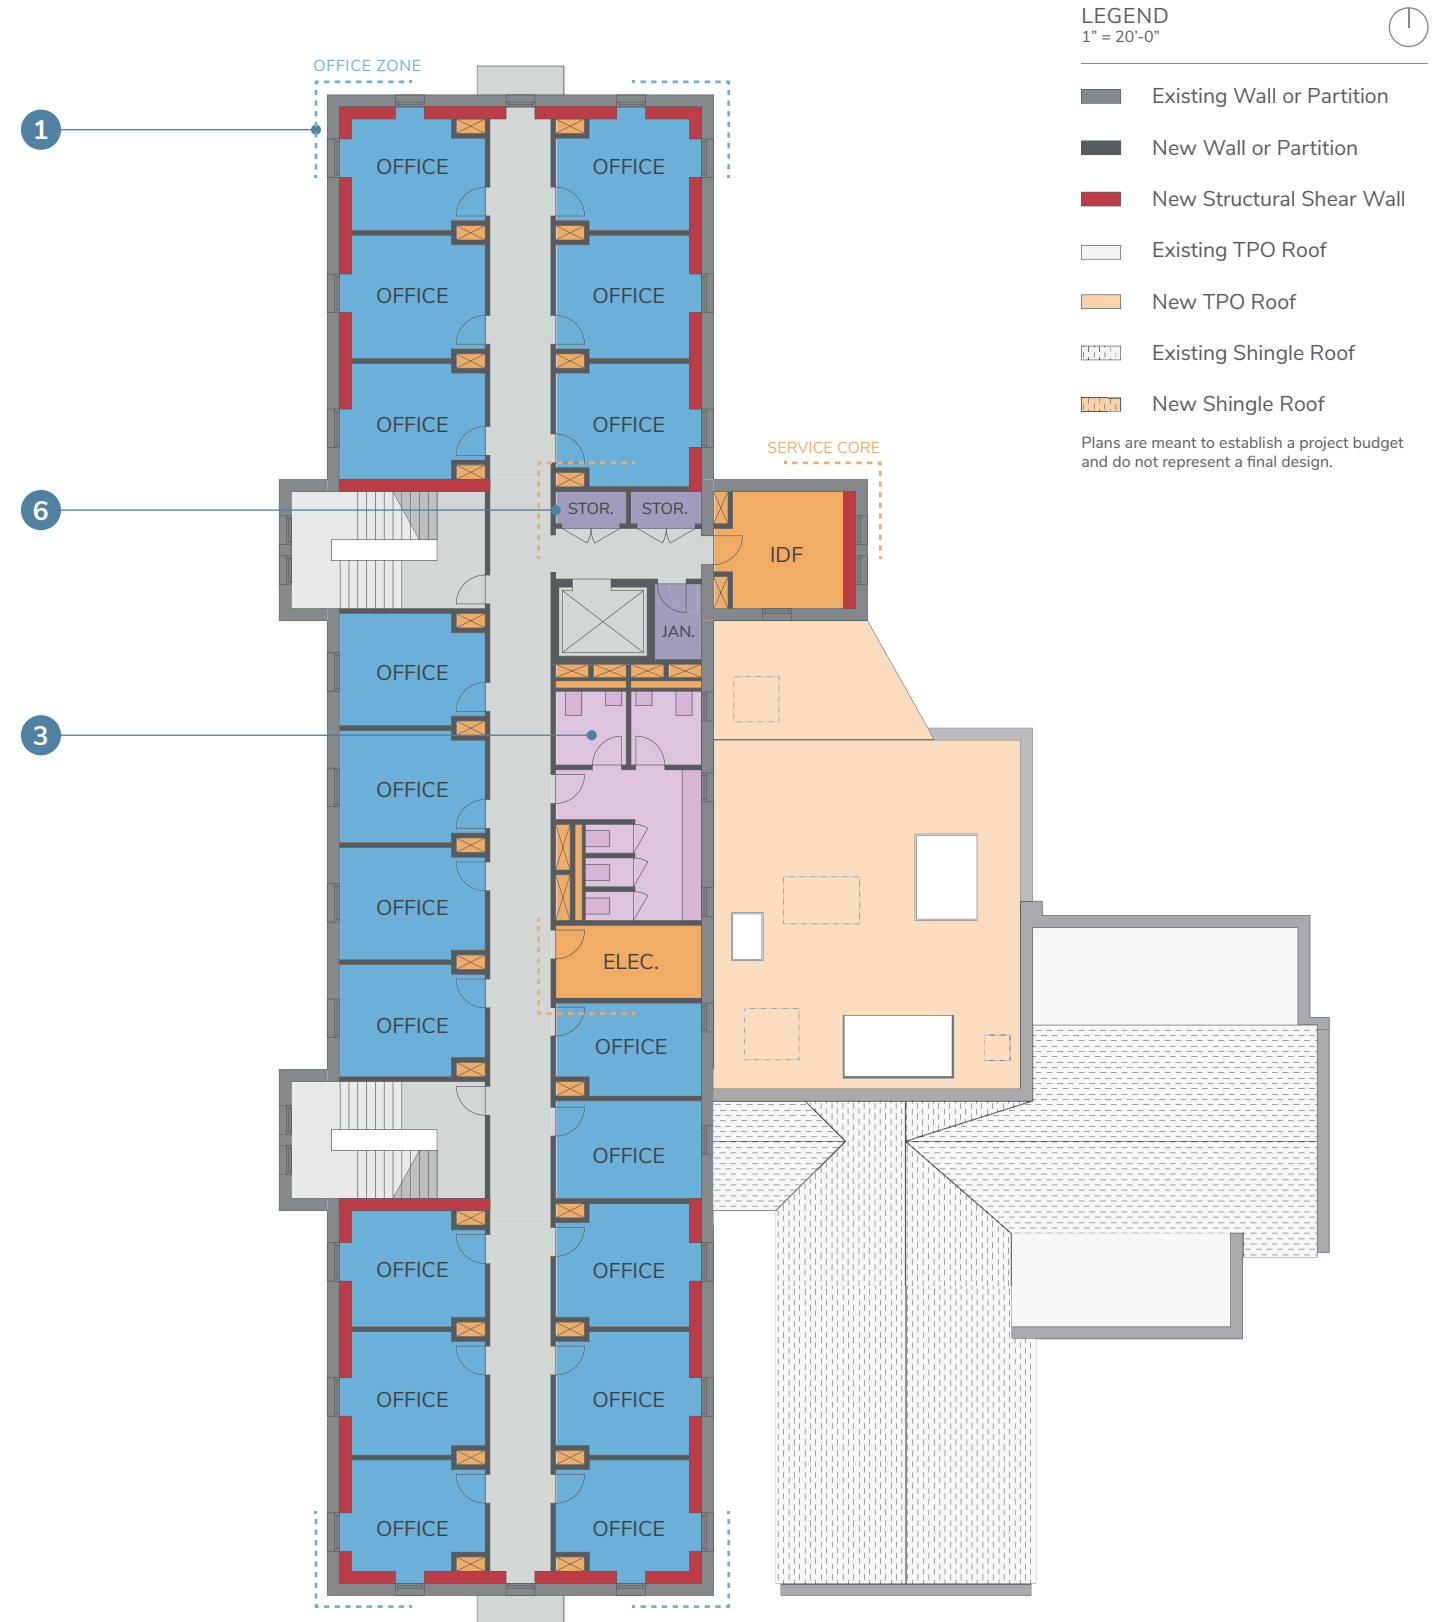 LEGEND
1" = 20'-0"
Existing Wall or Partition
New Wall or Partition
New Structural Shear Wall
Existing TPO Roof
New TPO Roof
Existing Shingle Roof
New Shingle Roof
Plans are meant to establish a project budget
and do not represent a final design.
OFFICE ZONE
1
OFFICE
OFFICE
OFFICE
OFFICE
OFFICE
OFFICE
SERVICE CORE
6
STOR.
STOR.
IDF
JAN.
OFFICE
3
OFFICE
OFFICE
ELEC.
OFFICE
OFFICE
OFFICE
OFFICE
OFFICE
OFFICE
OFFICE
OFFICE
OFFICE